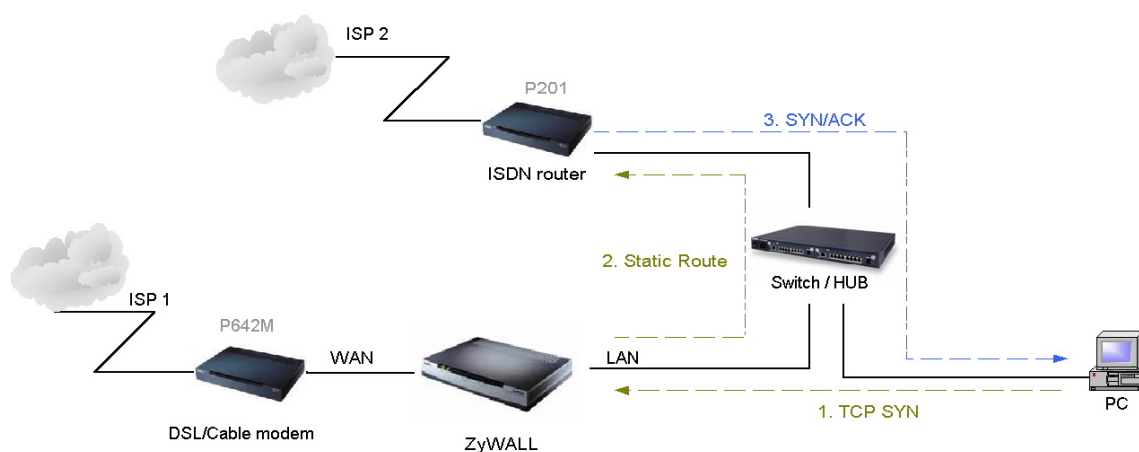 ISP 2
P201
3. SYN/ACK
ISDN router
2. Static Route
Switch / HUB
ISP 1
P642M
WAN
LAN
1. TCP SYN
PC
DSL/Cable modem
ZyWALL